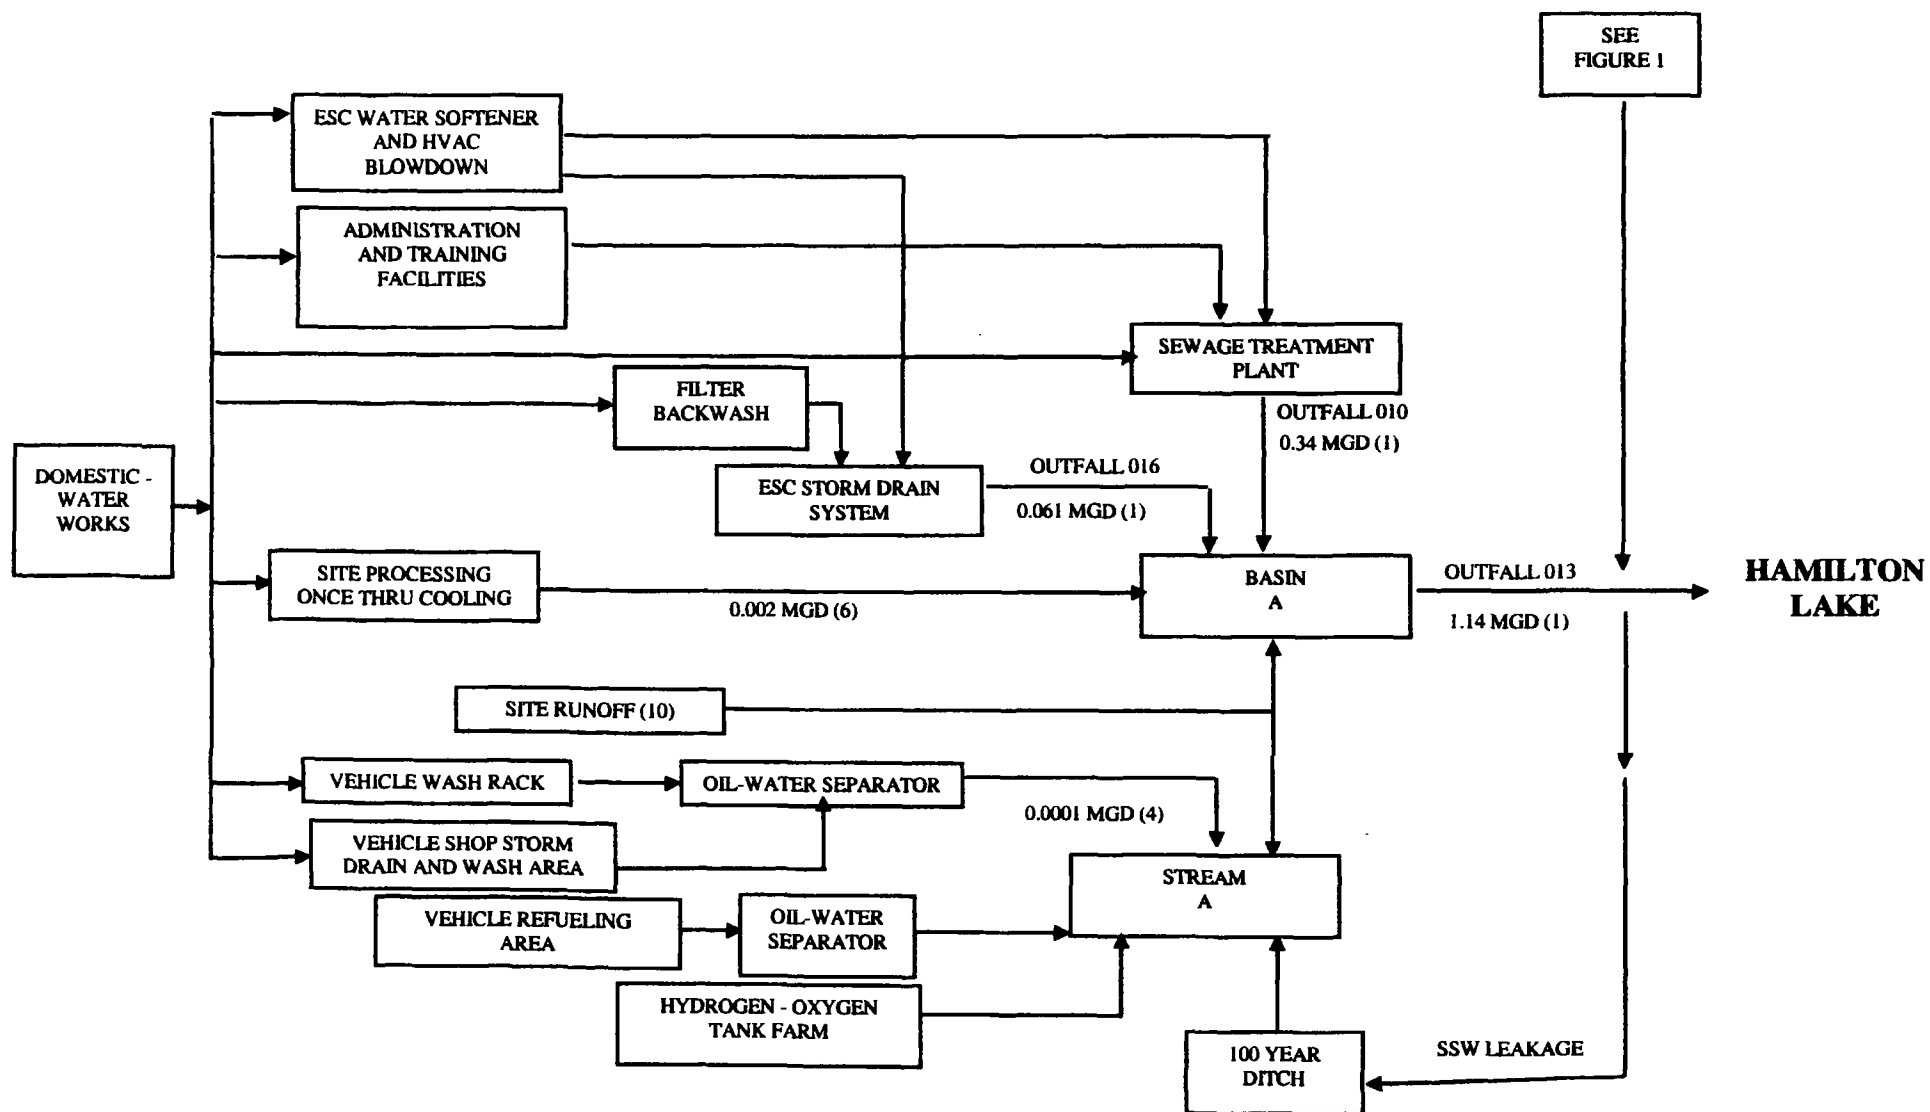 SEE
FIGURE 1
ESC WATER SOFTENER
AND HVAC
BLOWDOWN
ADMINISTRATION
AND TRAINING
FACILITIES
SEWAGE TREATMENT
PLANT
FILTER
BACKWASH
OUTFALL 010
0.34 MGD (1)
DOMESTIC -
WATER
WORKS
ESC STORM DRAIN
SYSTEM
OUTFALL 016
0.061 MGD (1)
SITE PROCESSING
ONCE THRU COOLING
0.002 MGD (6)
BASIN
A
OUTFALL 013
1.14 MGD (1)
HAMILTON
LAKE
SITE RUNOFF (10)
VEHICLE WASH RACK
OIL-WATER SEPARATOR
0.0001 MGD (4)
VEHICLE SHOP STORM
DRAIN AND WASH AREA
STREAM
A
VEHICLE REFUELING
AREA
OIL-WATER
SEPARATOR
HYDROGEN - OXYGEN
TANK FARM
100 YEAR
DITCH
SSW LEAKAGE